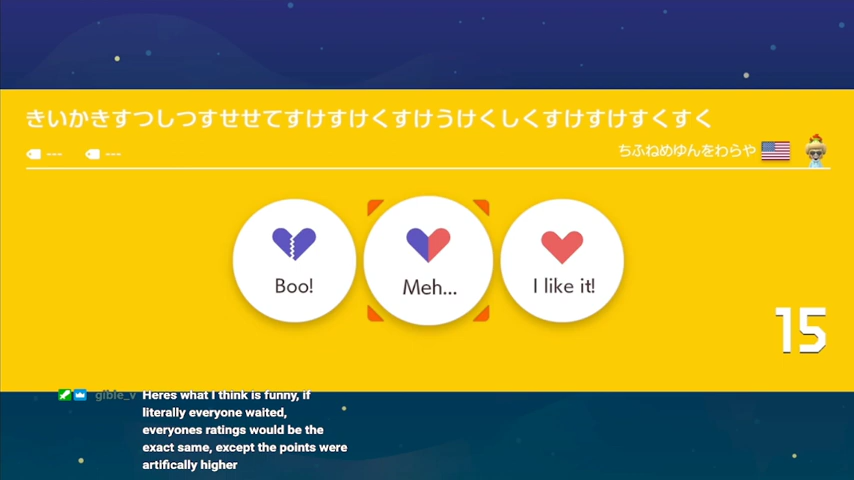 きいかきすつしつすせせてすけすけくすけうけくしくすけすけすくすく
---
---
ちふねめゆんをわらや
Boo!
Meh...
I like it!
15
gible_v Heres what I think is funny, if
literally everyone waited,
everyones ratings would be the
exact same, except the points were
artifically higher